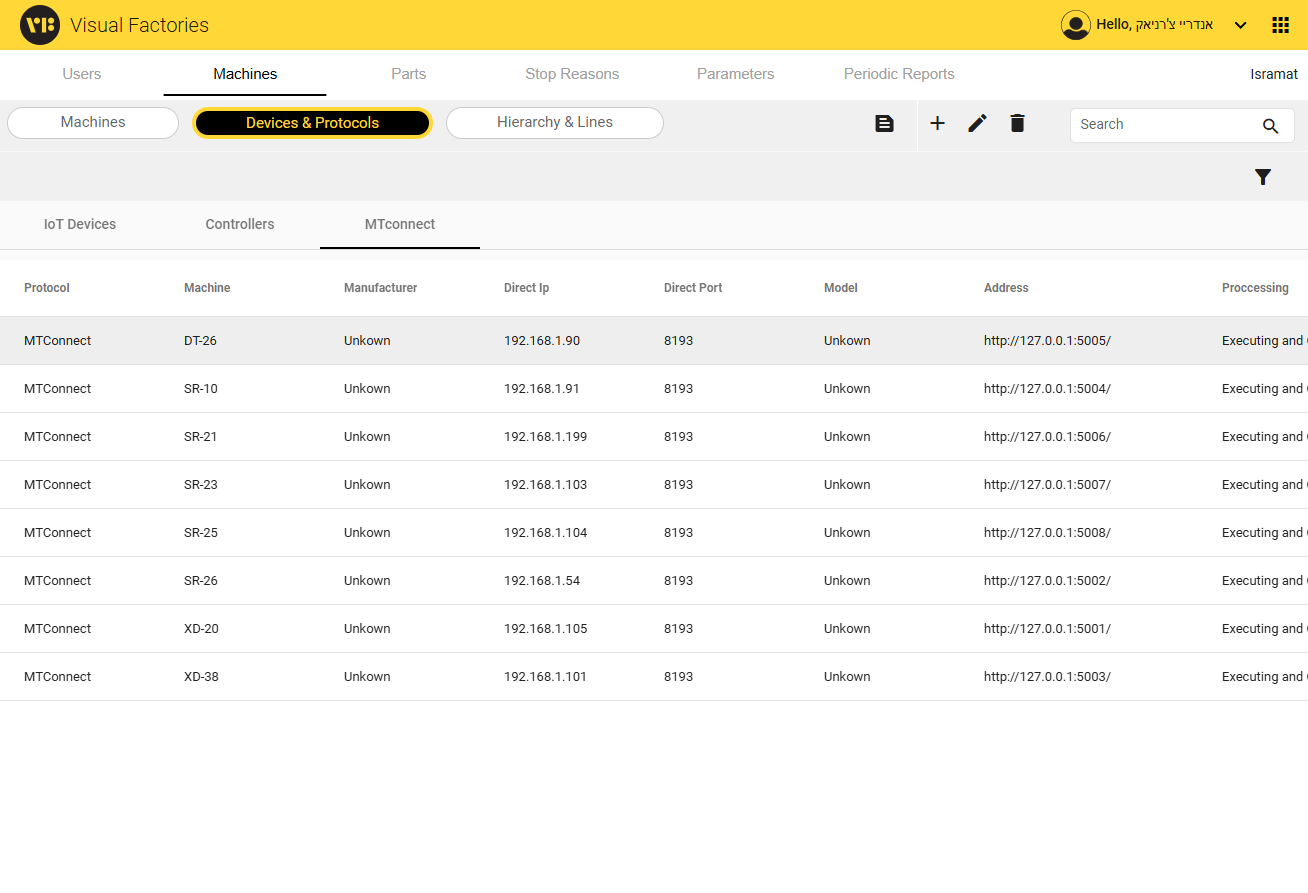 Visual Factories
Hello, אנדריי צ'רניאק
Users Machines Parts Stop Reasons Parameters Periodic Reports Isramat
Machines Devices & Protocols Hierarchy & Lines Search
IoT Devices Controllers MTconnect
Protocol Machine Manufacturer Direct Ip Direct Port Model Address Proccessing
MTConnect DT-26 Unkown 192.168.1.90 8193 Unkown http://127.0.0.1:5005/ Executing and
MTConnect SR-10 Unkown 192.168.1.91 8193 Unkown http://127.0.0.1:5004/ Executing and
MTConnect SR-21 Unkown 192.168.1.199 8193 Unkown http://127.0.0.1:5006/ Executing and
MTConnect SR-23 Unkown 192.168.1.103 8193 Unkown http://127.0.0.1:5007/ Executing and
MTConnect SR-25 Unkown 192.168.1.104 8193 Unkown http://127.0.0.1:5008/ Executing and
MTConnect SR-26 Unkown 192.168.1.54 8193 Unkown http://127.0.0.1:5002/ Executing and
MTConnect XD-20 Unkown 192.168.1.105 8193 Unkown http://127.0.0.1:5001/ Executing and
MTConnect XD-38 Unkown 192.168.1.101 8193 Unkown http://127.0.0.1:5003/ Executing and